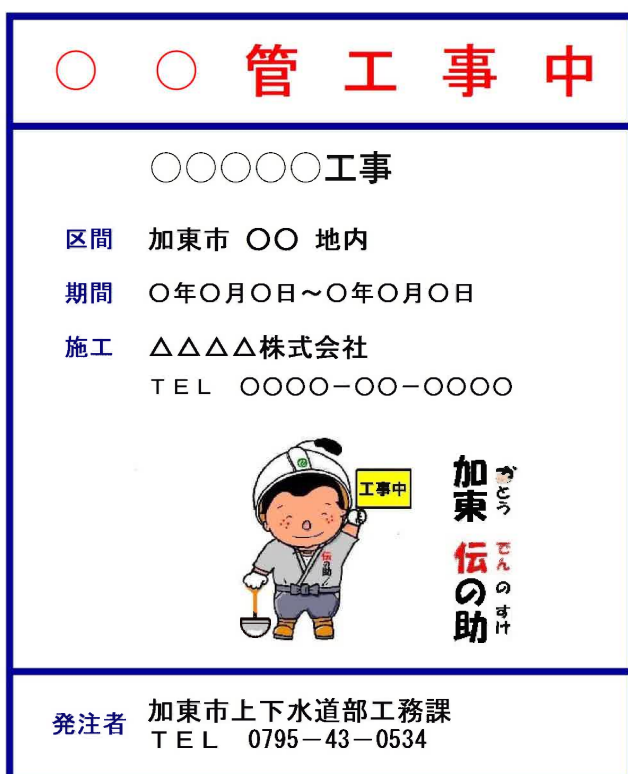 ○ ○ 管 工 事 中
○○○○○工事
区間 加東市 ○○ 地内
期間 ○年○月○日～○年○月○日
施工 △△△△株式会社
ＴＥＬ ○○○○－○○－○○○○
工事中
伝の助
加東 伝の助
かとう でんのすけ
発注者 加東市上下水道部工務課
ＴＥＬ 0795－43－0534